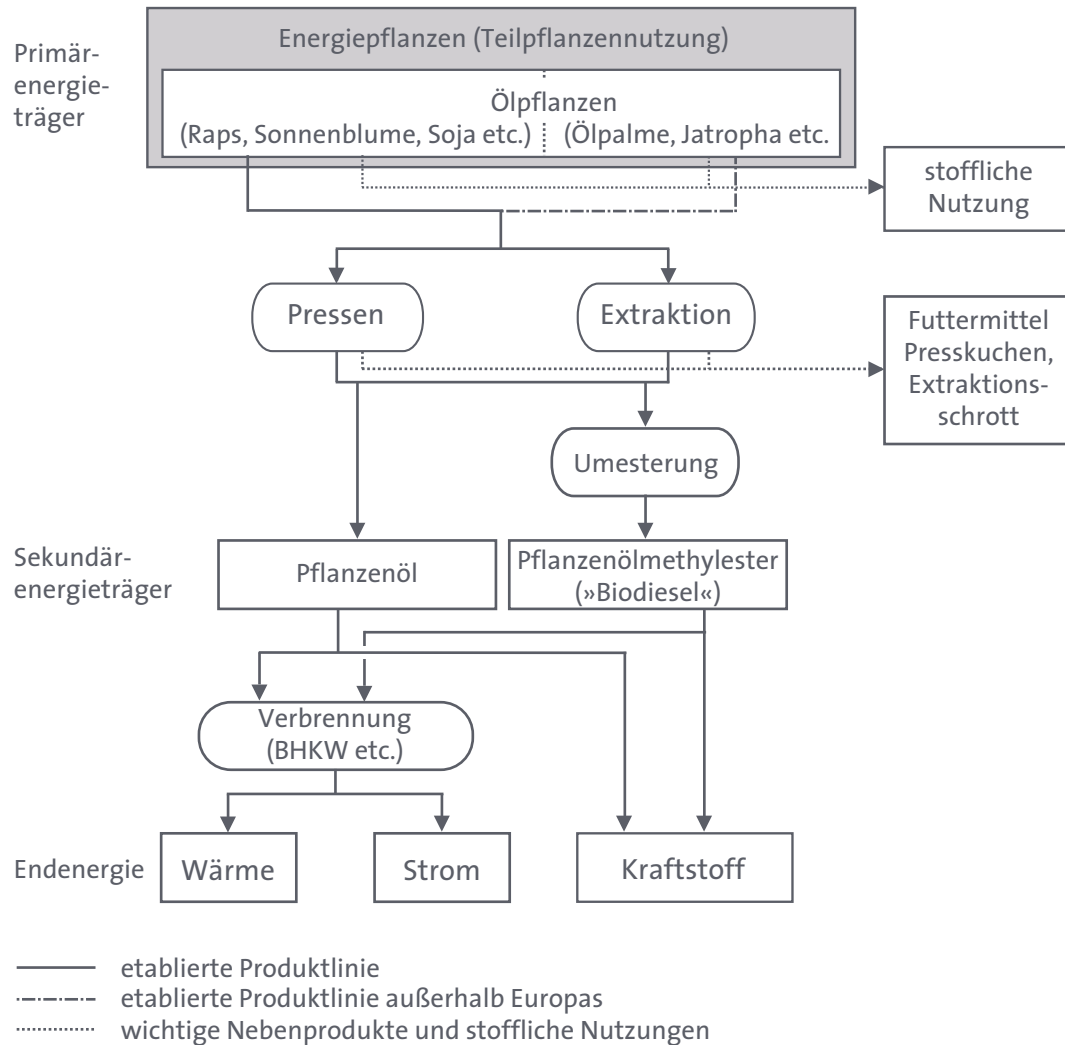 Energiepflanzen (Teilpflanzennutzung)
Primär-
energie-
träger
Ölpflanzen
(Raps, Sonnenblume, Soja etc.)
(Ölpalme, Jatropha etc.
stoffliche
Nutzung
Pressen
Extraktion
Futtermittel
Presskuchen,
Extraktions-
schrott
Umesterung
Sekundär-
energieträger
Pflanzenöl
Pflanzenölmethylester
(»Biodiesel«)
Verbrennung
(BHKW etc.)
Endenergie
Wärme
Strom
Kraftstoff
etablierte Produktlinie
etablierte Produktlinie außerhalb Europas
wichtige Nebenprodukte und stoffliche Nutzungen